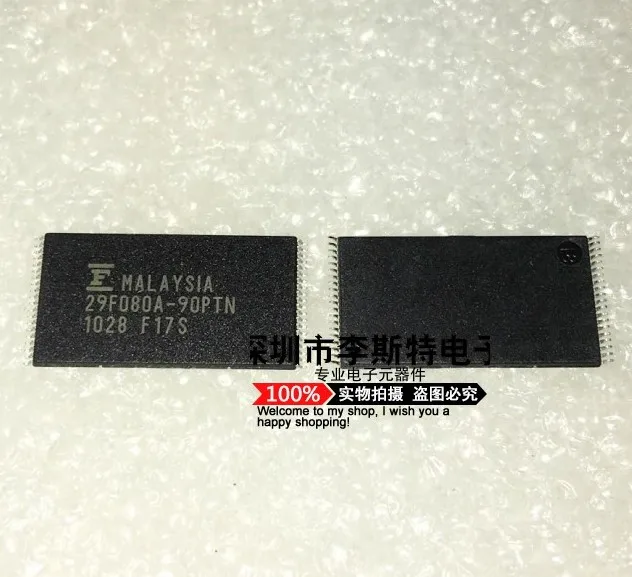 F MALAYSIA
29F080A-90PTN
1028 F17S
深圳市李斯特电子
专业电子元器件
100% 实物拍摄 盗图必究
Welcome to my shop, I wish you a
happy shopping!